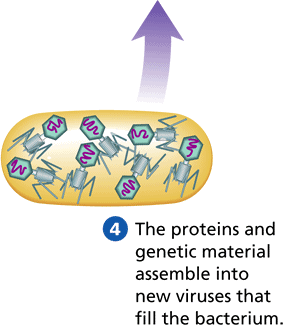 4 The proteins and
genetic material
assemble into
new viruses that
fill the bacterium.